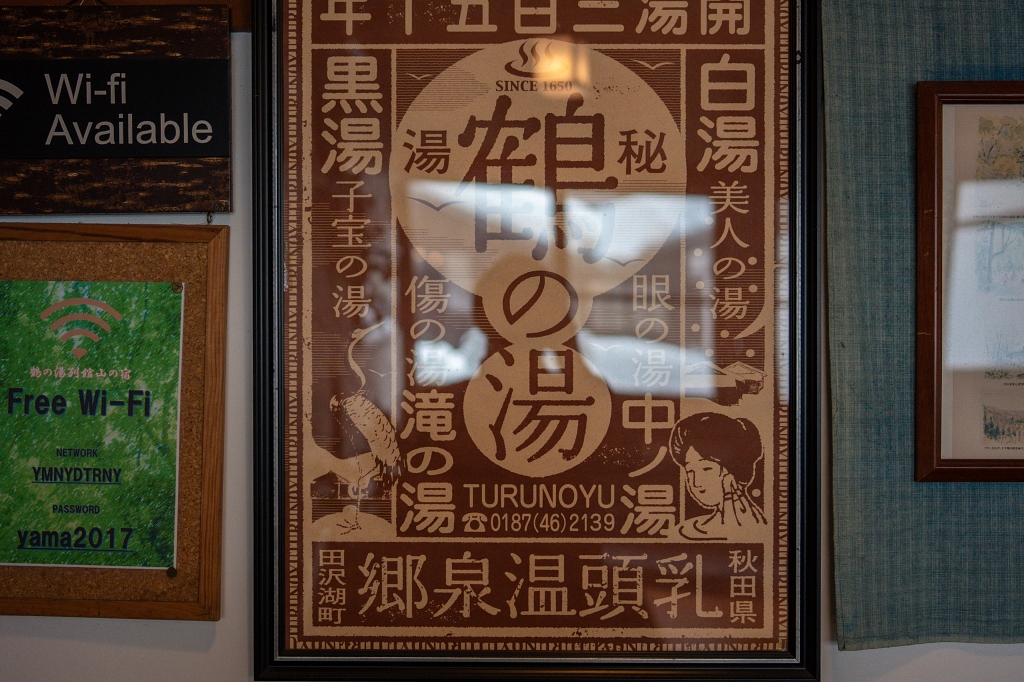 Wi-fi
Available
鶴の湯別館山の宿
Free Wi-Fi
NETWORK
YMNYDTRNY
PASSWORD
yama2017
開湯三百五十年
SINCE 1650
白湯
美人の湯
秘湯
鶴の湯
黒湯
子宝の湯
眼の湯中ノ湯
傷の湯滝の湯
TURUNOYU
☎0187(46)2139
秋田県
乳頭温泉郷
田沢湖町